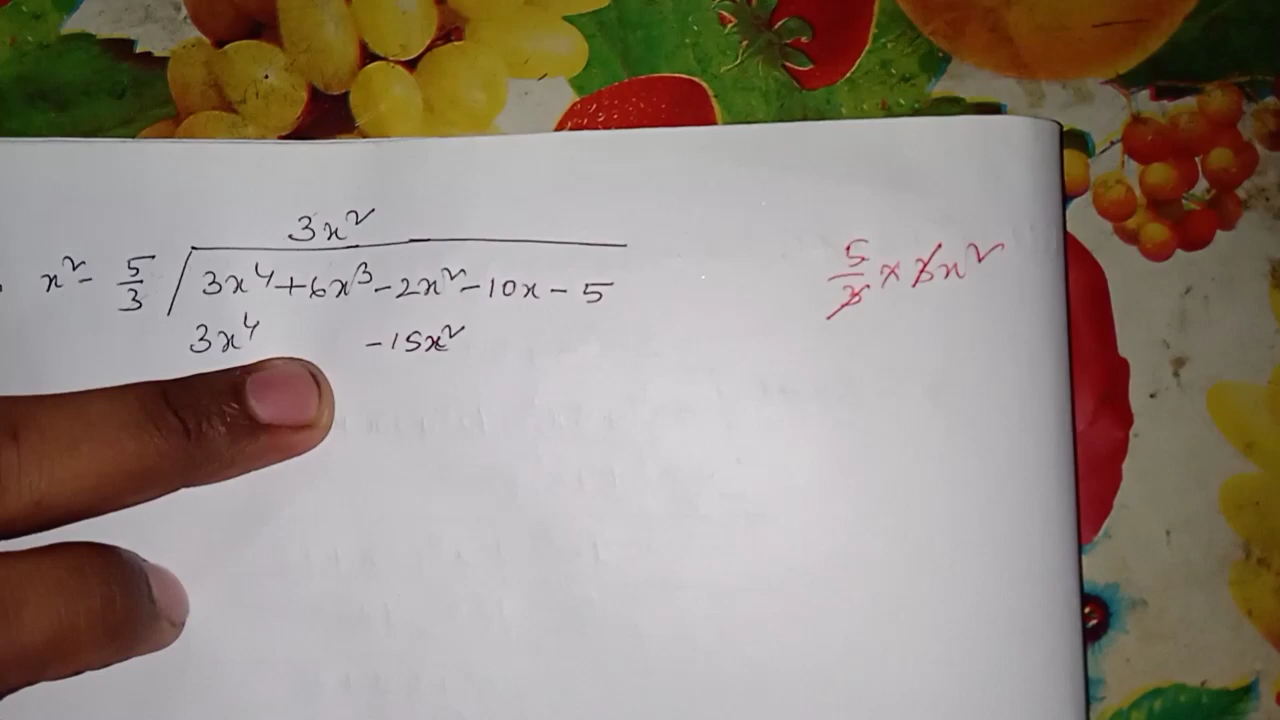 3x²
x² - 5/3 / 3x⁴ + 6x³ - 2x² - 10x - 5
3x⁴ - 15x²
5/3 × 3x²